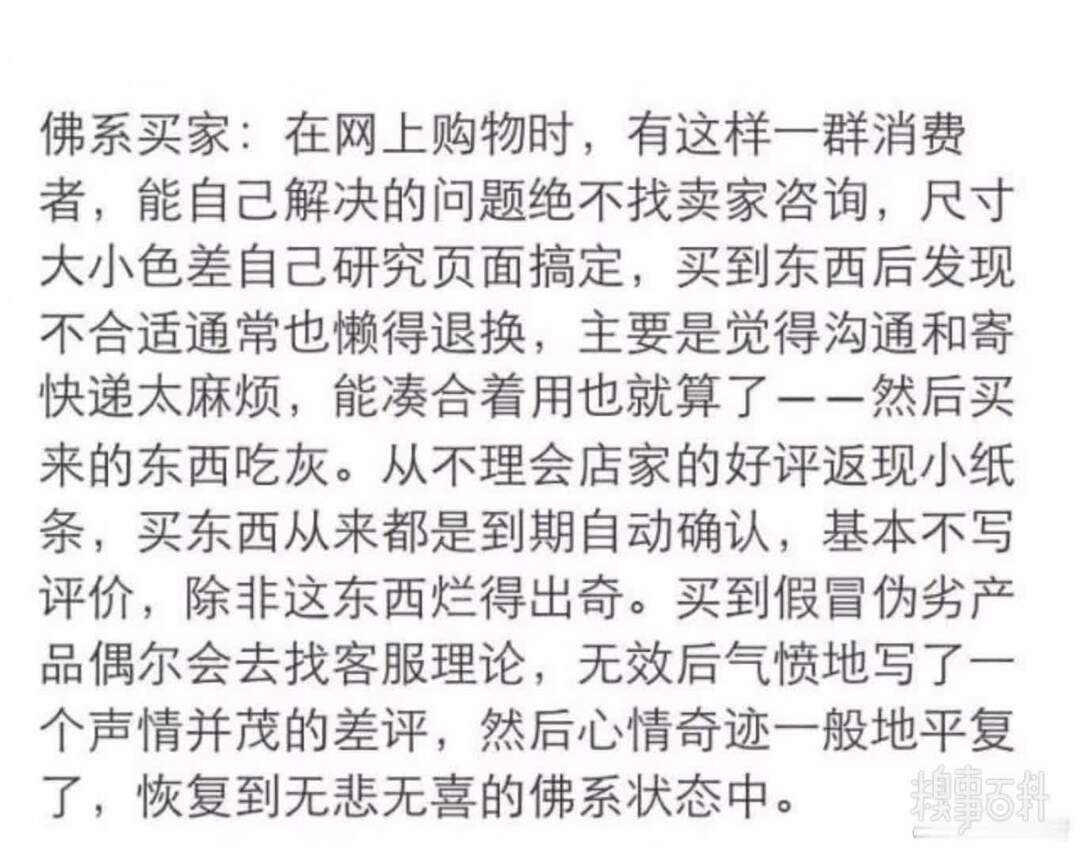 佛系买家：在网上购物时，有这样一群消费
者，能自己解决的问题绝不找卖家咨询，尺寸
大小色差自己研究页面搞定，买到东西后发现
不合适通常也懒得退换，主要是觉得沟通和寄
快递太麻烦，能凑合着用也就算了——然后买
来的东西吃灰。从不理会店家的好评返现小纸
条，买东西从来都是到期自动确认，基本不写
评价，除非这东西烂得出奇。买到假冒伪劣产
品偶尔会去找客服理论，无效后气愤地写了一
个声情并茂的差评，然后心情奇迹一般地平复
了，恢复到无悲无喜的佛系状态中。
糗事百科